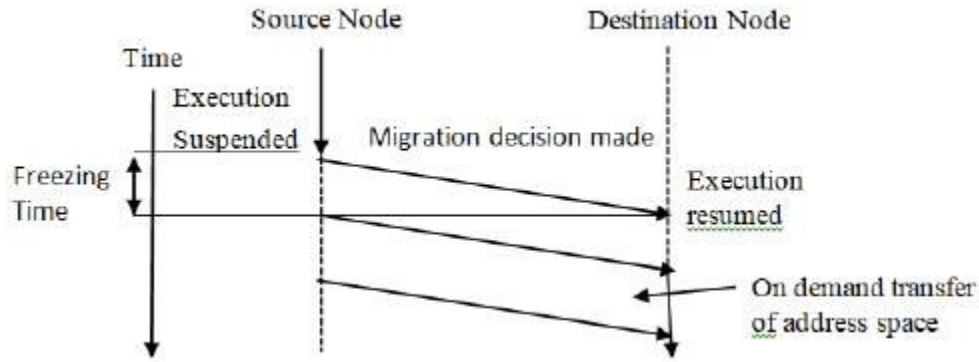 Source Node
Destination Node
Time
Execution
Suspended
Migration decision made
Freezing
Time
Execution
resumed
On demand transfer
of address space